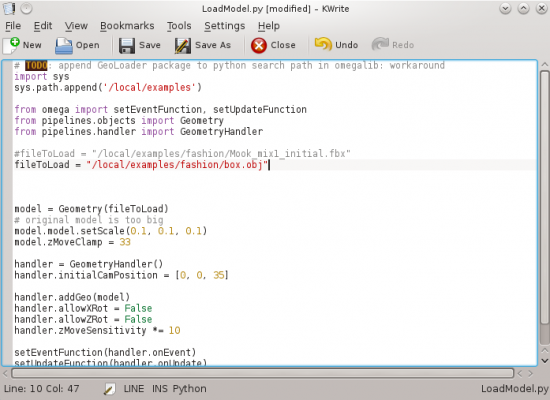 LoadModel.py [modified] – KWrite
File Edit View Bookmarks Tools Settings Help
New Open Save Save As Close Undo Redo
# TODO: append GeoLoader package to python search path in omegalib: workaround
import sys
sys.path.append('/local/examples')
from omega import setEventFunction, setUpdateFunction
from pipelines.objects import Geometry
from pipelines.handler import GeometryHandler
#fileToLoad = "/local/examples/fashion/Mook_mix1_initial.fbx"
fileToLoad = "/local/examples/fashion/box.obj"
model = Geometry(fileToLoad)
# original model is too big
model.model.setScale(0.1, 0.1, 0.1)
model.zMoveClamp = 33
handler = GeometryHandler()
handler.initialCamPosition = [0, 0, 35]
handler.addGeo(model)
handler.allowXRot = False
handler.allowZRot = False
handler.zMoveSensitivity *= 10
setEventFunction(handler.onEvent)
setUpdateFunction(handler.onUpdate)
Line: 10 Col: 47 LINE INS Python LoadModel.py